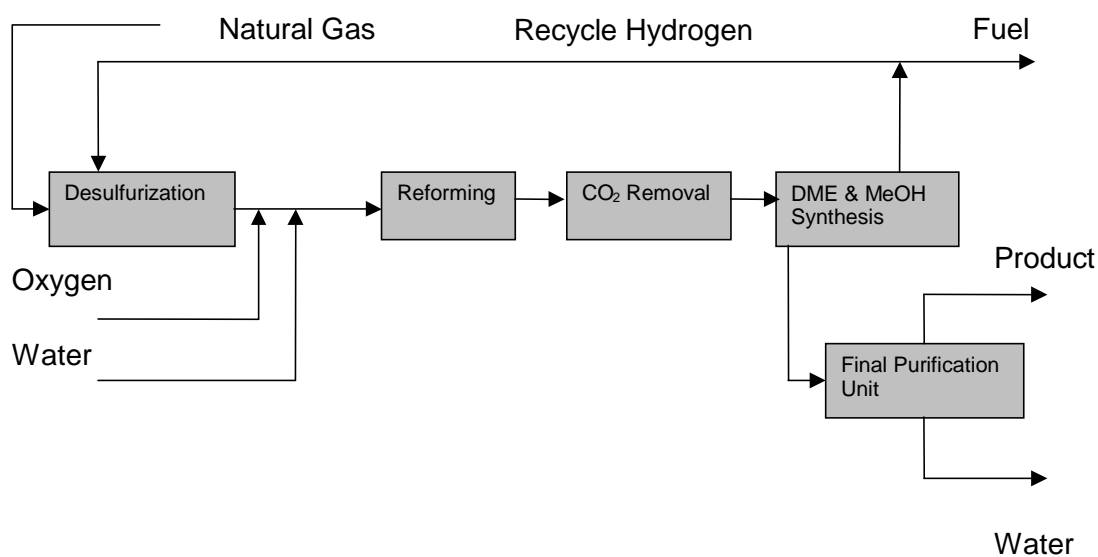 Natural Gas
Recycle Hydrogen
Fuel
Desulfurization
Reforming
CO₂ Removal
DME & MeOH
Synthesis
Oxygen
Water
Product
Final Purification
Unit
Water